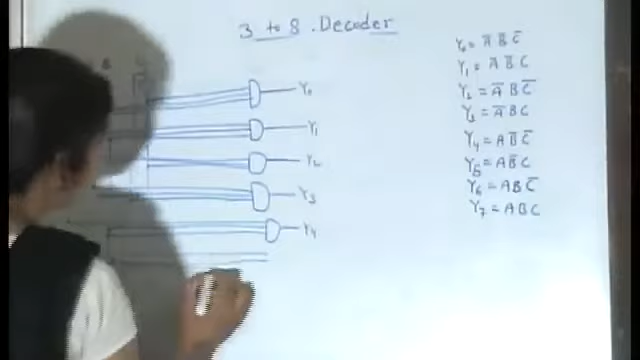 3 to 8 . Decoder
B
Y₀
Y₁
Y₂
Y₃
Y₄
Y₀ = A̅ B̅ C̅
Y₁ = A̅ B̅ C
Y₂ = A̅ B C̅
Y₃ = A̅ B C
Y₄ = A B̅ C̅
Y₅ = A B̅ C
Y₆ = A B C̅
Y₇ = A B C